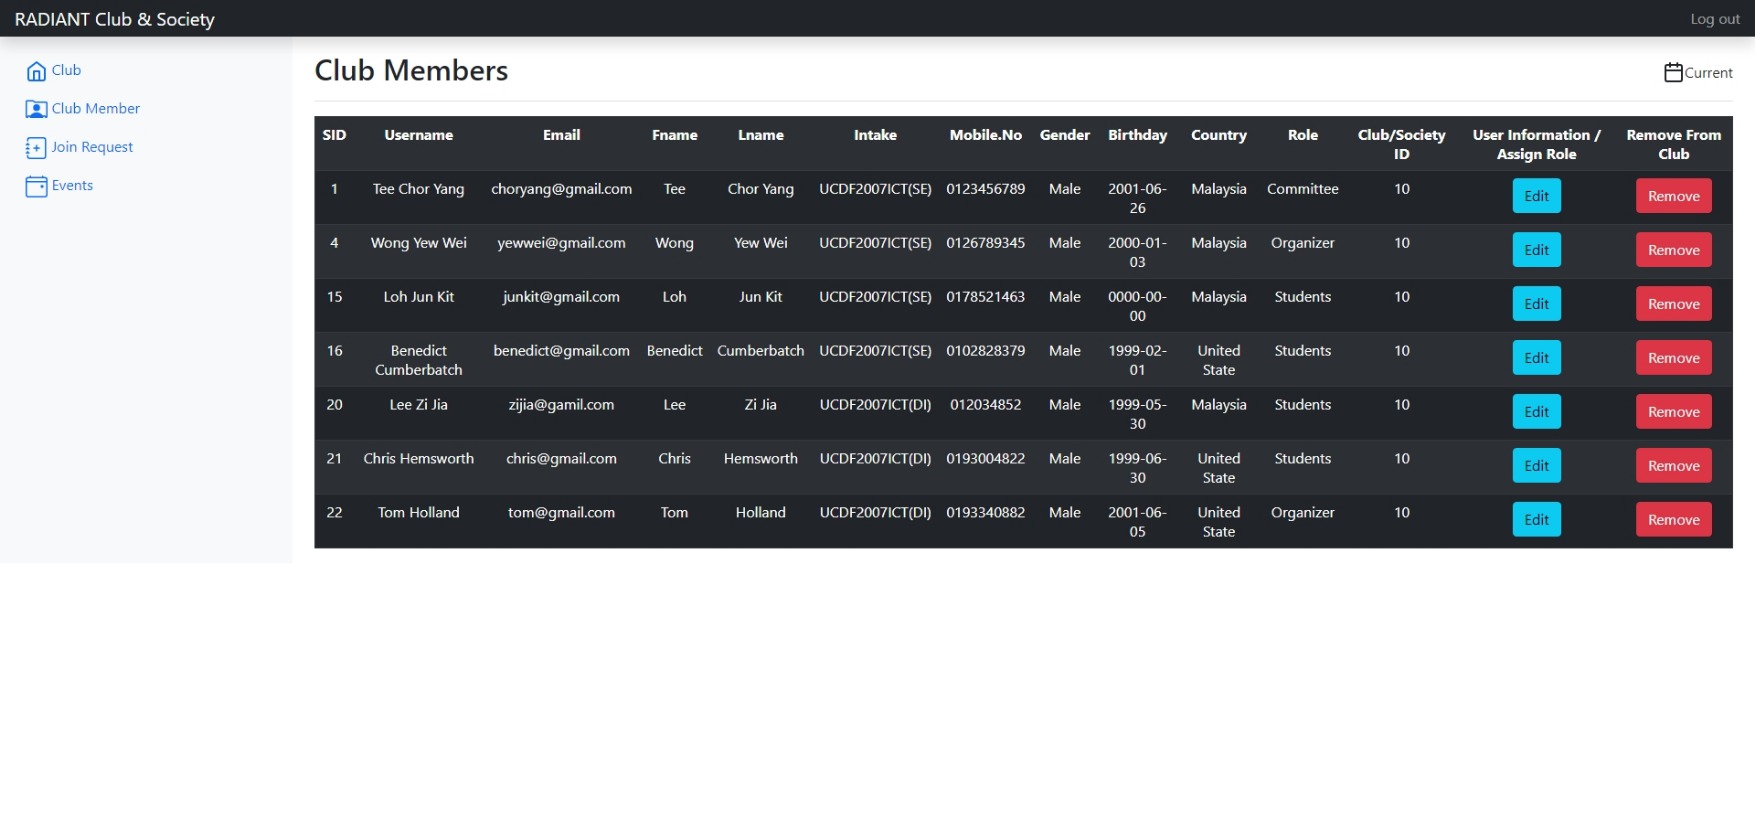 RADIANT Club & Society Log out
Club
Club Member
Join Request
Events
Club Members Current
SID Username Email Fname Lname Intake Mobile.No Gender Birthday Country Role Club/Society ID User Information / Assign Role Remove From Club
1 Tee Chor Yang choryang@gmail.com Tee Chor Yang UCDF2007ICT(SE) 0123456789 Male 2001-06-26 Malaysia Committee 10 Edit Remove
4 Wong Yew Wei yewwei@gmail.com Wong Yew Wei UCDF2007ICT(SE) 0126789345 Male 2000-01-03 Malaysia Organizer 10 Edit Remove
15 Loh Jun Kit junkit@gmail.com Loh Jun Kit UCDF2007ICT(SE) 0178521463 Male 0000-00-00 Malaysia Students 10 Edit Remove
16 Benedict Cumberbatch benedict@gmail.com Benedict Cumberbatch UCDF2007ICT(SE) 0102828379 Male 1999-02-01 United State Students 10 Edit Remove
20 Lee Zi Jia zijia@gamil.com Lee Zi Jia UCDF2007ICT(DI) 012034852 Male 1999-05-30 Malaysia Students 10 Edit Remove
21 Chris Hemsworth chris@gmail.com Chris Hemsworth UCDF2007ICT(DI) 0193004822 Male 1999-06-30 United State Students 10 Edit Remove
22 Tom Holland tom@gmail.com Tom Holland UCDF2007ICT(DI) 0193340882 Male 2001-06-05 United State Organizer 10 Edit Remove